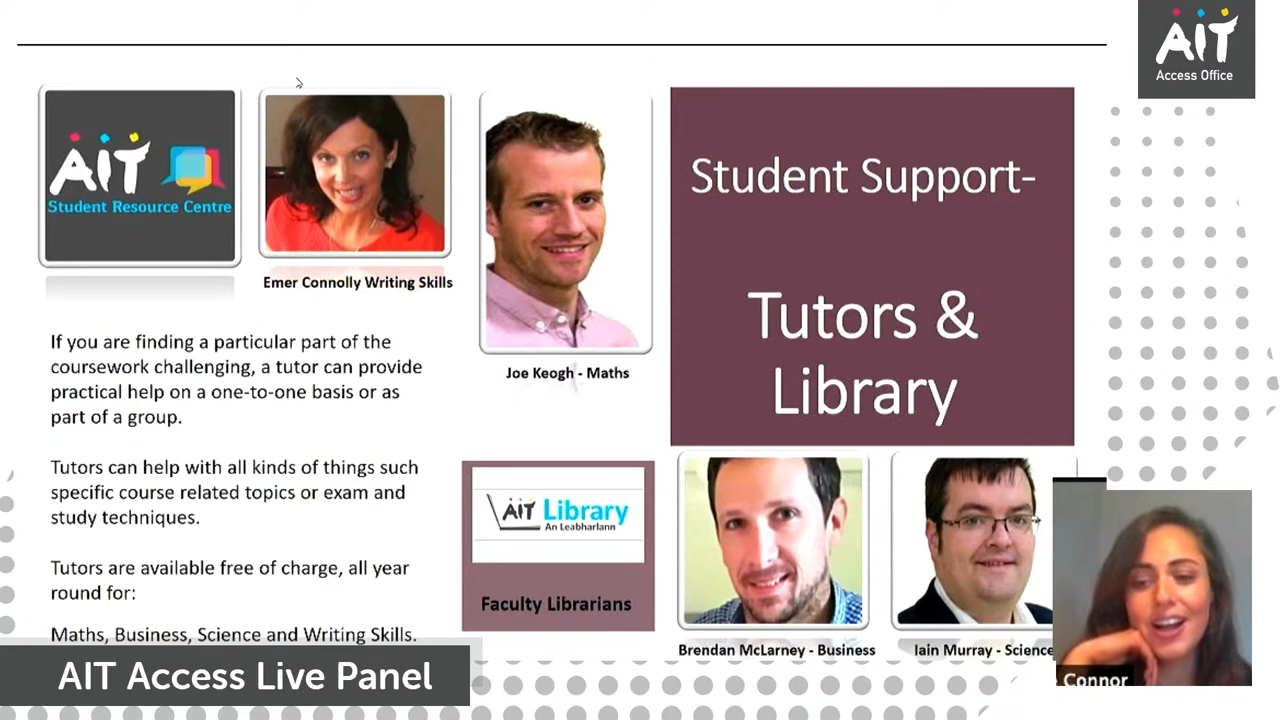 AIT
Access Office
AIT
Student Resource Centre
Emer Connolly Writing Skills
Joe Keogh - Maths
Student Support-
Tutors &
Library
If you are finding a particular part of the
coursework challenging, a tutor can provide
practical help on a one-to-one basis or as
part of a group.
Tutors can help with all kinds of things such
specific course related topics or exam and
study techniques.
Tutors are available free of charge, all year
round for:
Maths, Business, Science and Writing Skills.
AIT Library
An Leabharlann
Faculty Librarians
Brendan McLarney - Business
Iain Murray - Science
Connor
AIT Access Live Panel